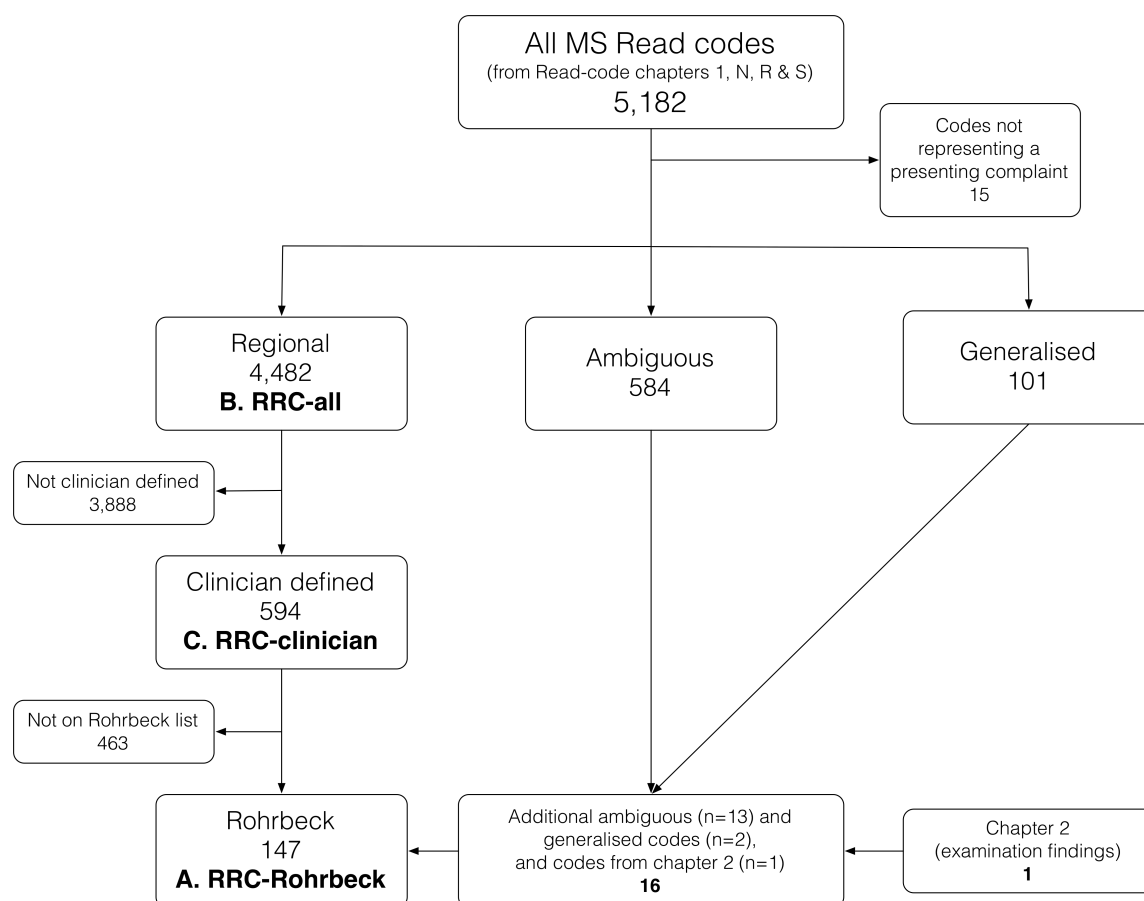 All MS Read codes
(from Read-code chapters 1, N, R & S)
5,182
Codes not
representing a
presenting complaint
15
Regional
4,482
B. RRC-all
Ambiguous
584
Generalised
101
Not clinician defined
3,888
Clinician defined
594
C. RRC-clinician
Not on Rohrbeck list
463
Rohrbeck
147
A. RRC-Rohrbeck
Additional ambiguous (n=13) and
generalised codes (n=2),
and codes from chapter 2 (n=1)
16
Chapter 2
(examination findings)
1